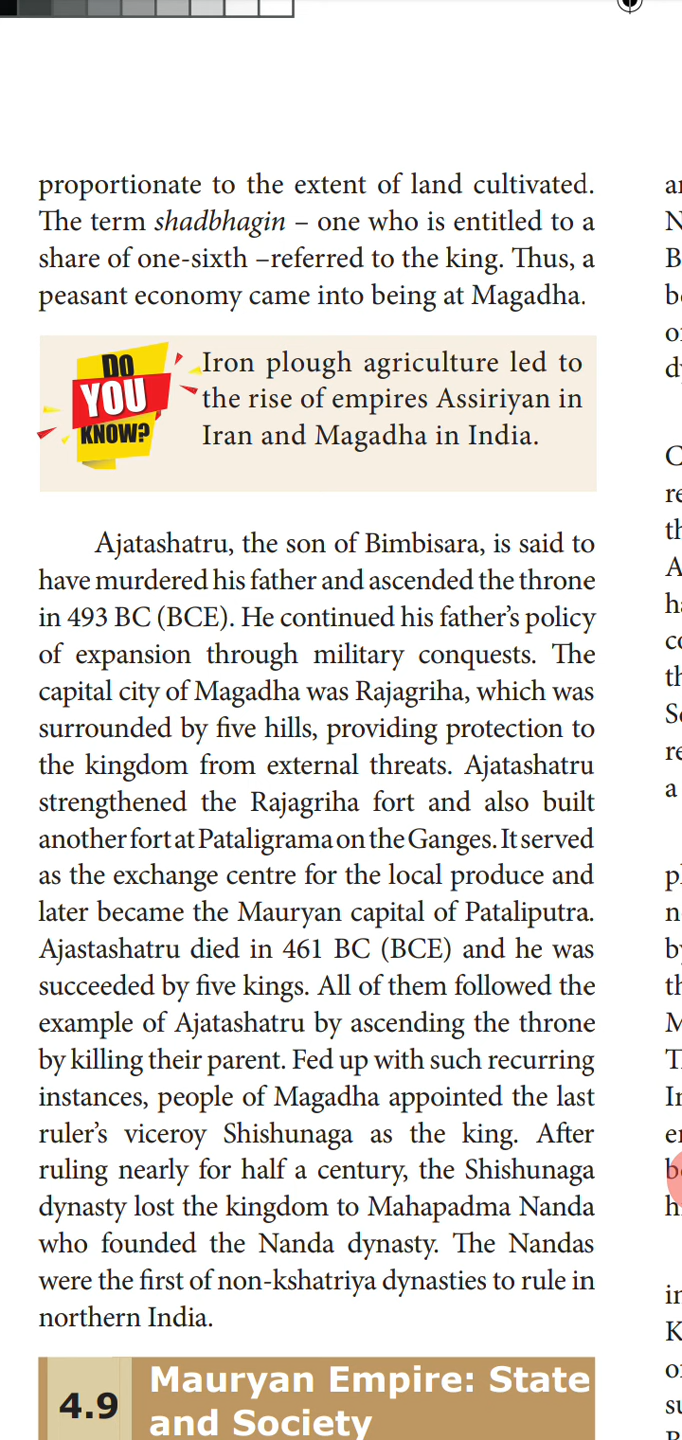 proportionate to the extent of land cultivated.
The term shadbhagin – one who is entitled to a
share of one-sixth –referred to the king. Thus, a
peasant economy came into being at Magadha.
DO
YOU
KNOW?
Iron plough agriculture led to
the rise of empires Assiriyan in
Iran and Magadha in India.
Ajatashatru, the son of Bimbisara, is said to
have murdered his father and ascended the throne
in 493 BC (BCE). He continued his father's policy
of expansion through military conquests. The
capital city of Magadha was Rajagriha, which was
surrounded by five hills, providing protection to
the kingdom from external threats. Ajatashatru
strengthened the Rajagriha fort and also built
another fort at Pataligrama on the Ganges. It served
as the exchange centre for the local produce and
later became the Mauryan capital of Pataliputra.
Ajastashatru died in 461 BC (BCE) and he was
succeeded by five kings. All of them followed the
example of Ajatashatru by ascending the throne
by killing their parent. Fed up with such recurring
instances, people of Magadha appointed the last
ruler's viceroy Shishunaga as the king. After
ruling nearly for half a century, the Shishunaga
dynasty lost the kingdom to Mahapadma Nanda
who founded the Nanda dynasty. The Nandas
were the first of non-kshatriya dynasties to rule in
northern India.
4.9 Mauryan Empire: State
and Society